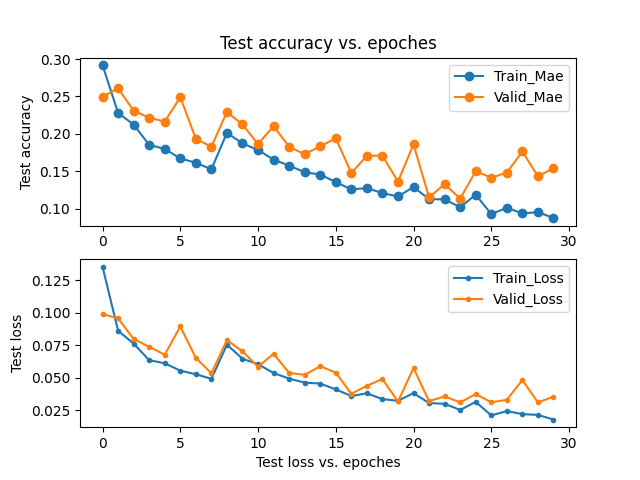 Test accuracy vs. epoches
Test accuracy
0.30
0.25
0.20
0.15
0.10
Train_Mae
Valid_Mae
0 5 10 15 20 25 30
Test loss
0.125
0.100
0.075
0.050
0.025
Train_Loss
Valid_Loss
0 5 10 15 20 25 30
Test loss vs. epoches